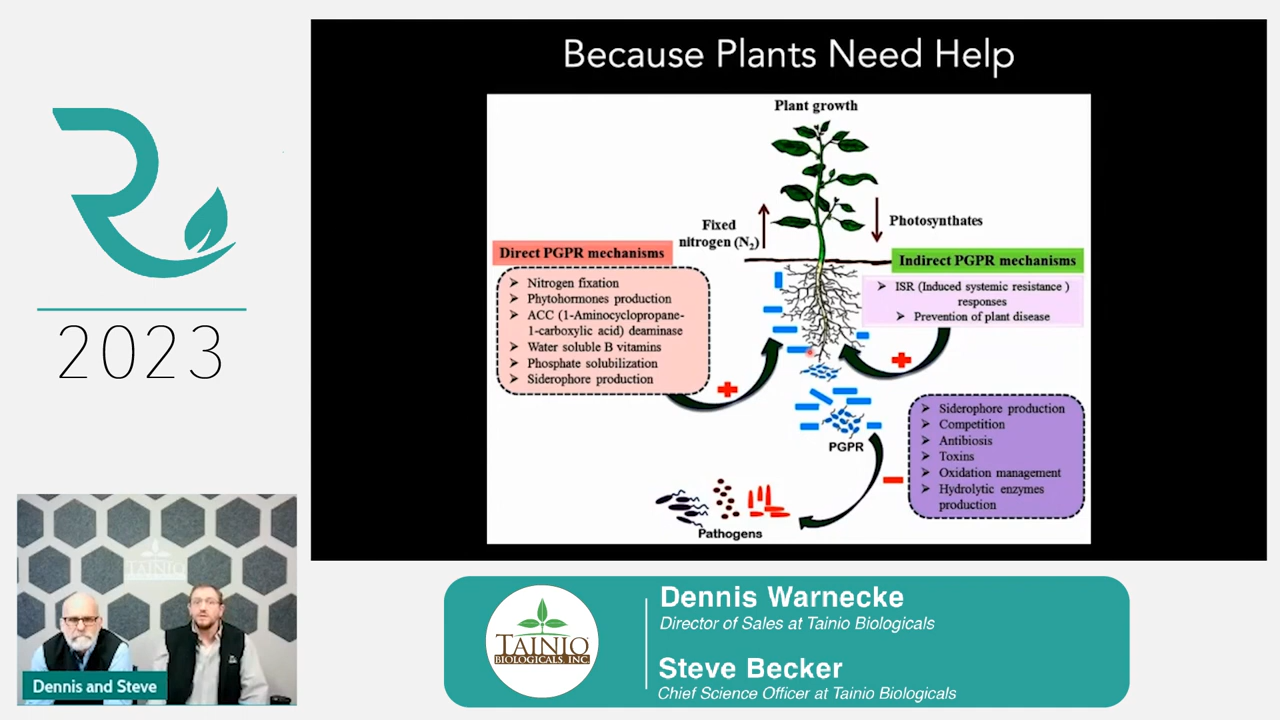 2023
Because Plants Need Help
Plant growth
Fixed
nitrogen (N₂)
Photosynthates
Direct PGPR mechanisms
➢ Nitrogen fixation
➢ Phytohormones production
➢ ACC (1-Aminocyclopropane-
1-carboxylic acid) deaminase
➢ Water soluble B vitamins
➢ Phosphate solubilization
➢ Siderophore production
Indirect PGPR mechanisms
➢ ISR (Induced systemic resistance )
responses
➢ Prevention of plant disease
➢ Siderophore production
➢ Competition
➢ Antibiosis
➢ Toxins
➢ Oxidation management
➢ Hydrolytic enzymes
production
PGPR
Pathogens
TAINIO
Dennis and Steve
TAINIO
BIOLOGICALS, INC
Dennis Warnecke
Director of Sales at Tainio Biologicals
Steve Becker
Chief Science Officer at Tainio Biologicals